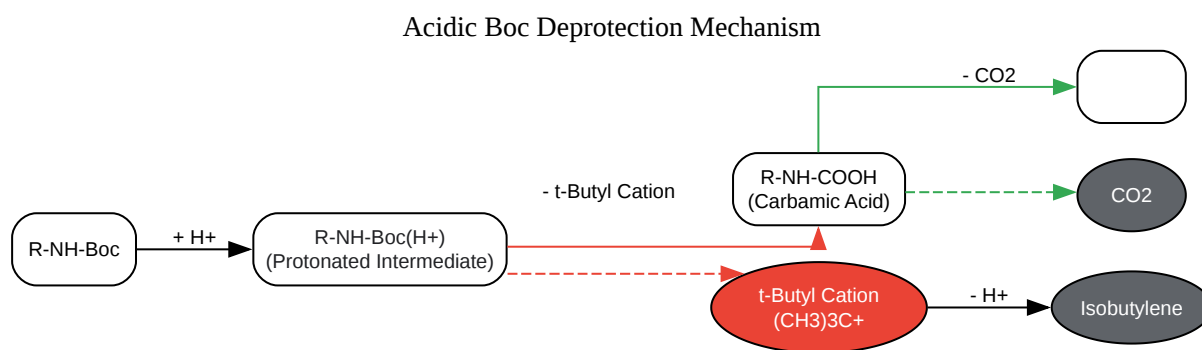 Acidic Boc Deprotection Mechanism
- CO2
R-NH-COOH
(Carbamic Acid)
CO2
- t-Butyl Cation
R-NH-Boc
+ H+
R-NH-Boc(H+)
(Protonated Intermediate)
t-Butyl Cation
(CH3)3C+
- H+
Isobutylene